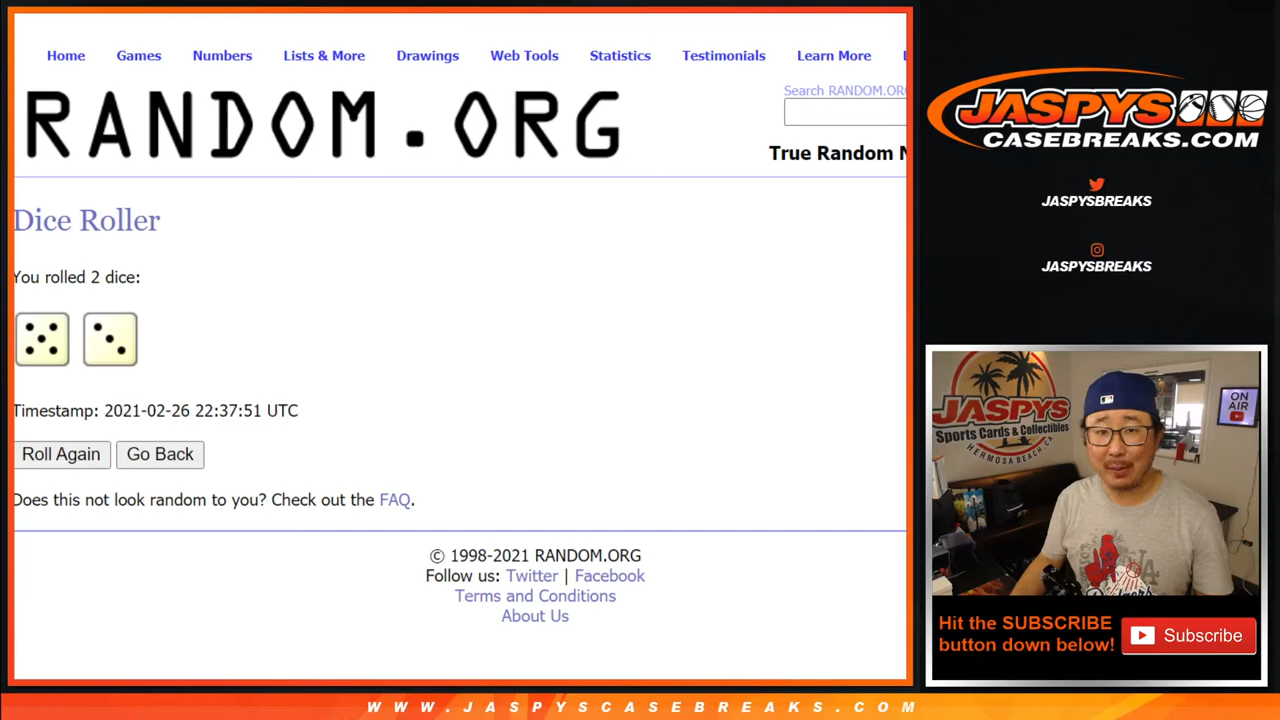 Home Games Numbers Lists & More Drawings Web Tools Statistics Testimonials Learn More
RANDOM.ORG
Search RANDOM.ORG
True Random N
Dice Roller
You rolled 2 dice:
Timestamp: 2021-02-26 22:37:51 UTC
Roll Again Go Back
Does this not look random to you? Check out the FAQ.
© 1998-2021 RANDOM.ORG
Follow us: Twitter | Facebook
Terms and Conditions
About Us
JASPYS
CASEBREAKS.COM
JASPYSBREAKS
JASPYSBREAKS
JASPYS
Sports Cards & Collectibles
HERMOSA BEACH, CA
ON
AIR
Hit the SUBSCRIBE
button down below!
Subscribe
WWW.JASPYSCASEBREAKS.COM